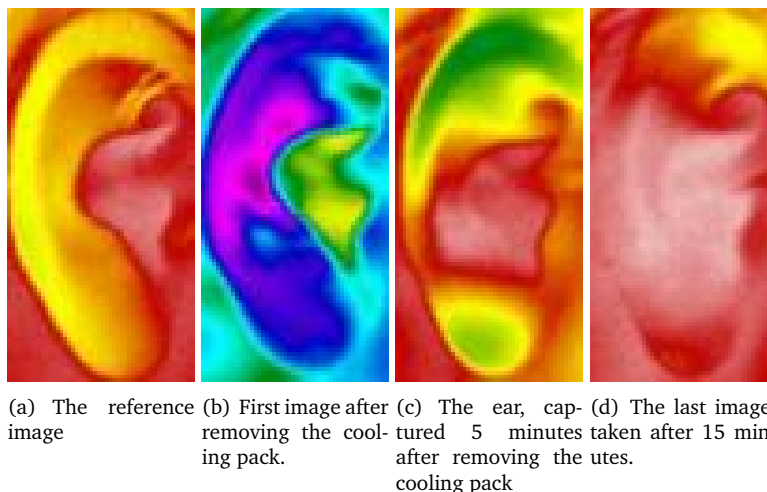 (a) The reference
image
(b) First image after
removing the cool-
ing pack.
(c) The ear, cap-
tured 5 minutes
after removing the
cooling pack
(d) The last image
taken after 15 min
utes.